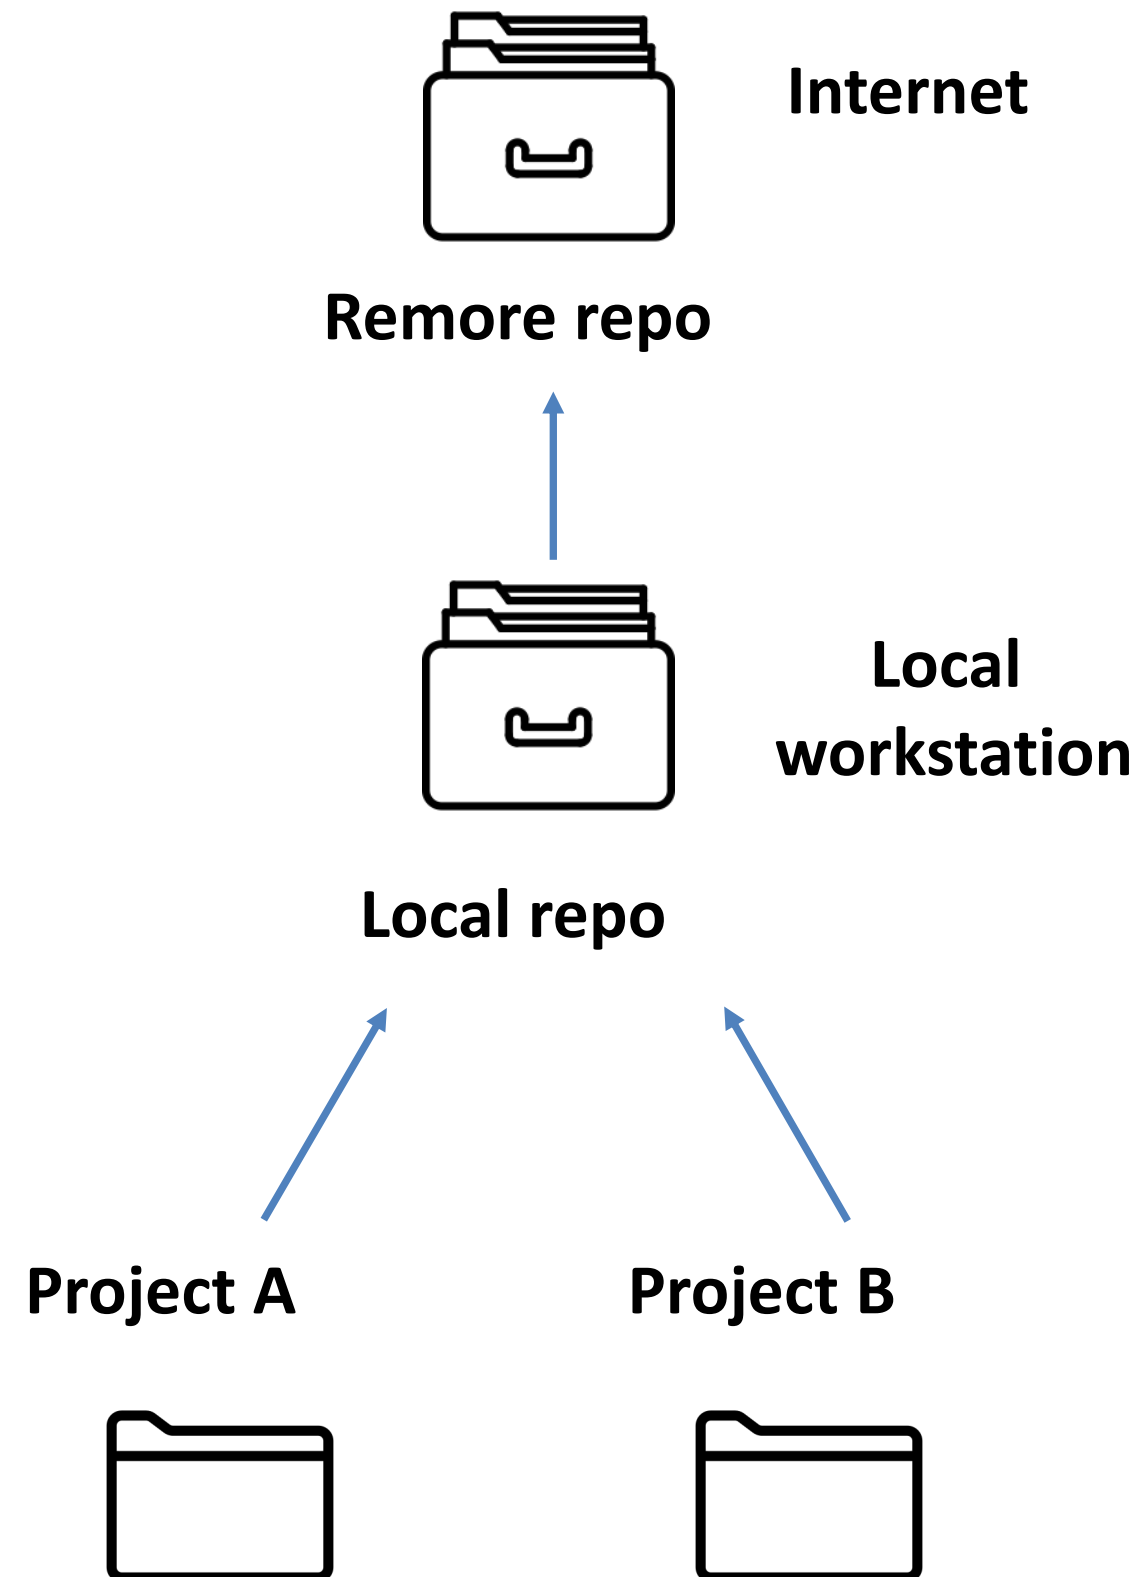 Internet
Remore repo
Local
workstation
Local repo
Project A
Project B